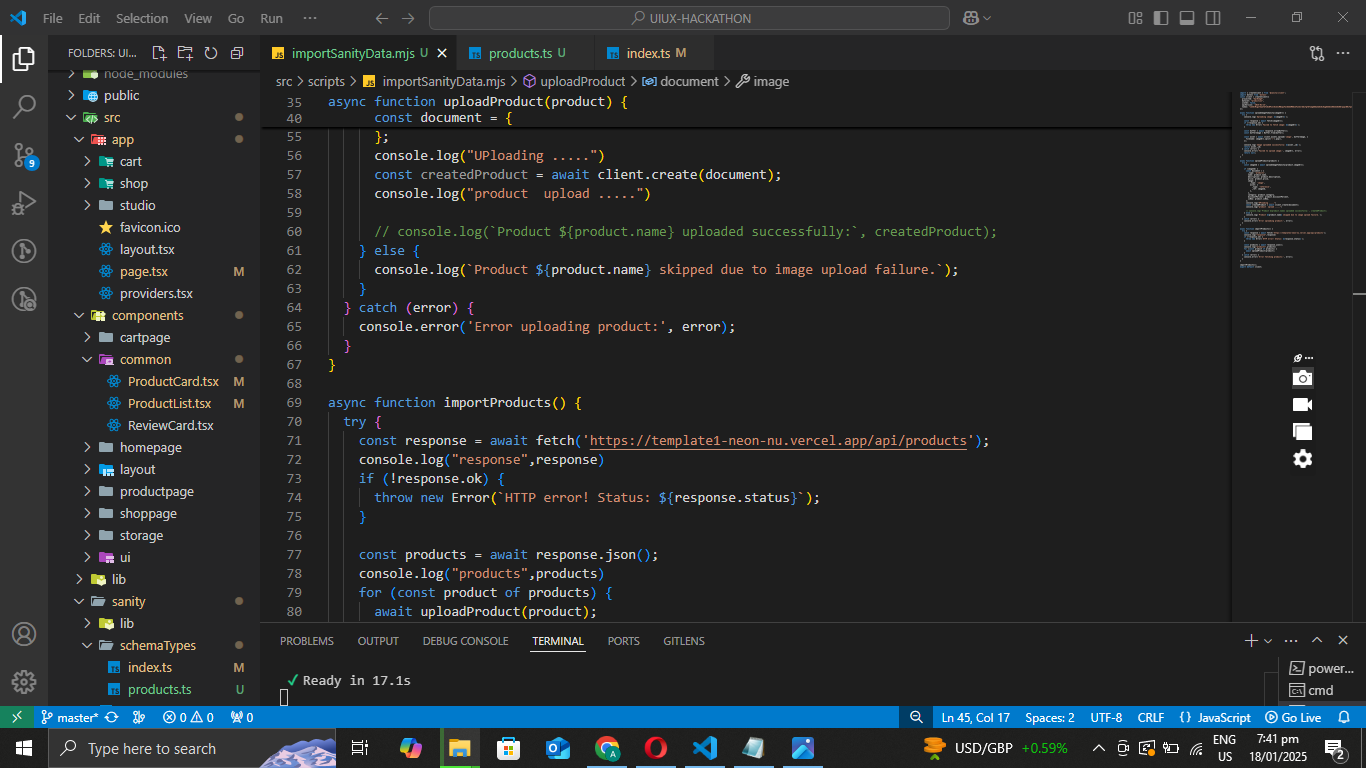 File Edit Selection View Go Run ··· UIUX-HACKATHON
FOLDERS: UI...
importSanityData.mjs U
products.ts U
index.ts M
src > scripts > importSanityData.mjs > uploadProduct > document > image
node_modules
public
src
app
cart
shop
studio
favicon.ico
layout.tsx
page.tsx M
providers.tsx
components
cartpage
common
ProductCard.tsx M
ProductList.tsx M
ReviewCard.tsx
homepage
layout
productpage
shoppage
storage
ui
lib
sanity
lib
schemaTypes
index.ts M
products.ts U
9
35 async function uploadProduct(product) {
40 const document = {
55 };
56 console.log("UPloading .....")
57 const createdProduct = await client.create(document);
58 console.log("product  upload .....")
59
60 // console.log(`Product ${product.name} uploaded successfully:`, createdProduct);
61 } else {
62 console.log(`Product ${product.name} skipped due to image upload failure.`);
63 }
64 } catch (error) {
65 console.error('Error uploading product:', error);
66 }
67 }
68
69 async function importProducts() {
70 try {
71 const response = await fetch('https://template1-neon-nu.vercel.app/api/products');
72 console.log("response",response)
73 if (!response.ok) {
74 throw new Error(`HTTP error! Status: ${response.status}`);
75 }
76
77 const products = await response.json();
78 console.log("products",products)
79 for (const product of products) {
80 await uploadProduct(product);
PROBLEMS OUTPUT DEBUG CONSOLE TERMINAL PORTS GITLENS
✓ Ready in 17.1s
power...
cmd
master* 0 0 0 Ln 45, Col 17 Spaces: 2 UTF-8 CRLF {} JavaScript Go Live
Type here to search
USD/GBP +0.59%
ENG
US
7:41 pm
18/01/2025
2